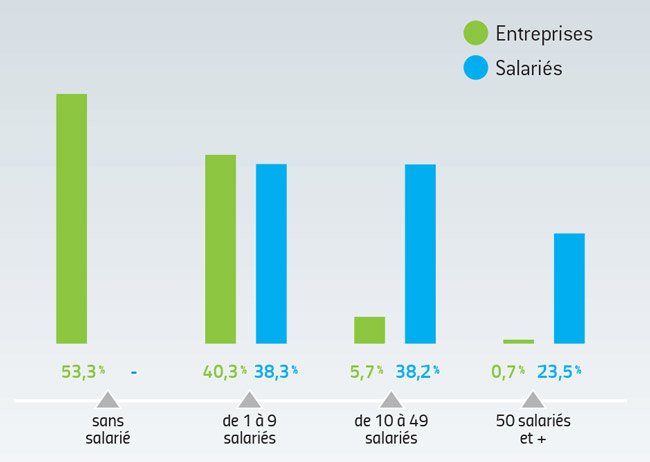 Entreprises
Salariés
53,3% - 40,3% 38,3% 5,7% 38,2% 0,7% 23,5%
sans
salarié
de 1 à 9
salariés
de 10 à 49
salariés
50 salariés
et +